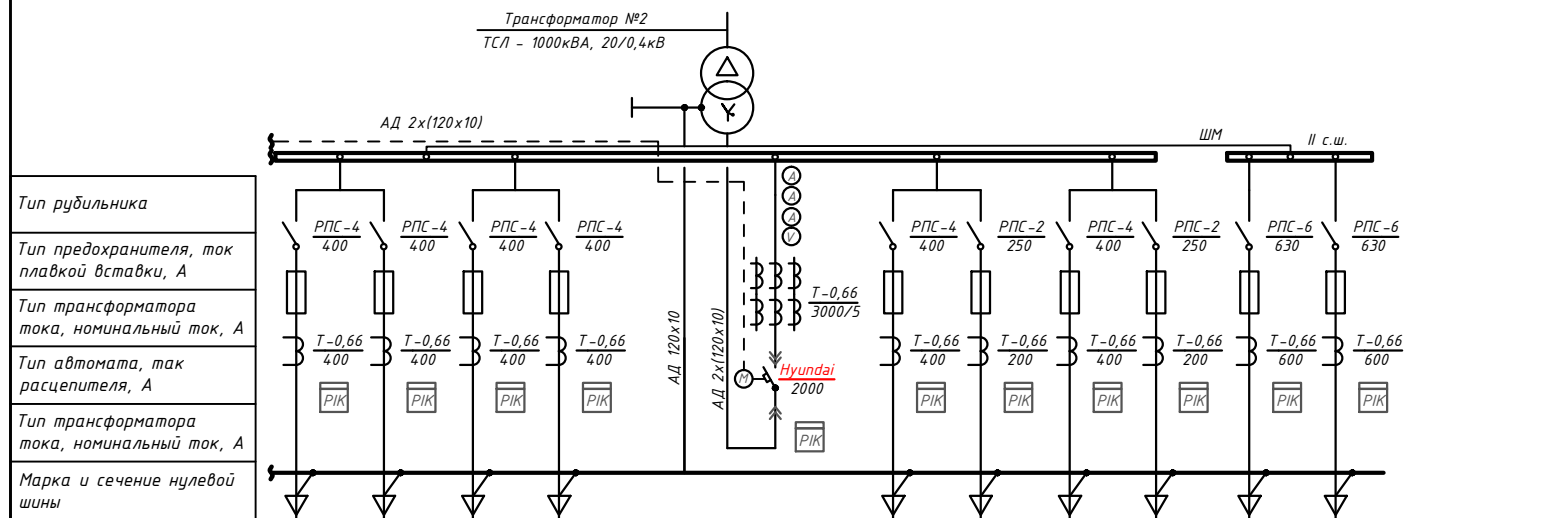 Трансформатор №2
ТСЛ - 1000кВА, 20/0,4кВ
АД 2х(120х10)
ШМ
II с.ш.
A
A
A
V
Тип рубильника
РПС-4
400
РПС-4
400
РПС-4
400
РПС-4
400
РПС-4
400
РПС-2
250
РПС-4
400
РПС-2
250
РПС-6
630
РПС-6
630
Тип предохранителя, ток
плавкой вставки, А
Тип трансформатора
тока, номинальный ток, А
Т-0,66
3000/5
АД 120х10
АД 2х(120х10)
Т-0,66
400
Т-0,66
400
Т-0,66
400
Т-0,66
400
Т-0,66
400
Т-0,66
200
Т-0,66
400
Т-0,66
200
Т-0,66
600
Т-0,66
600
Тип автомата, так
расцепителя, А
M
Hyundai
2000
PIK
PIK
PIK
PIK
PIK
PIK
PIK
PIK
PIK
PIK
PIK
Тип трансформатора
тока, номинальный ток, А
Марка и сечение нулевой
шины